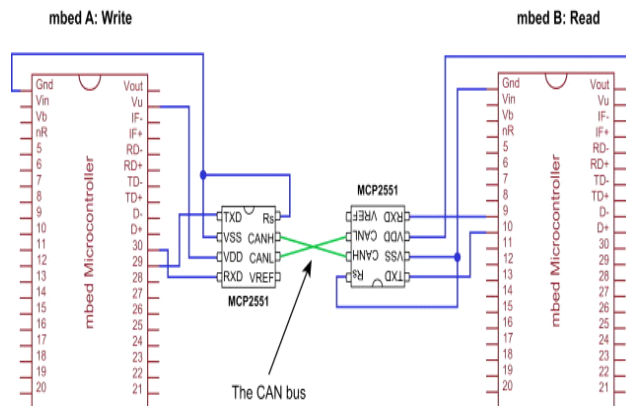 mbed A: Write
mbed B: Read
Gnd
Vin
Vb
nR
5
6
7
8
9
10
11
12
13
14
15
16
17
18
19
20
mbed Microcontroller
Vout
Vu
IF-
IF+
RD-
RD+
TD-
TD+
D-
D+
30
29
28
27
26
25
24
23
22
21
TXD Rs
VSS CANH
VDD CANL
RXD VREF
MCP2551
MCP2551
VREF RXD
CANL VDD
CANH VSS
Rs TXD
The CAN bus
Gnd
Vin
Vb
nR
5
6
7
8
9
10
11
12
13
14
15
16
17
18
19
20
mbed Microcontroller
Vout
Vu
IF-
IF+
RD-
RD+
TD-
TD+
D-
D+
30
29
28
27
26
25
24
23
22
21